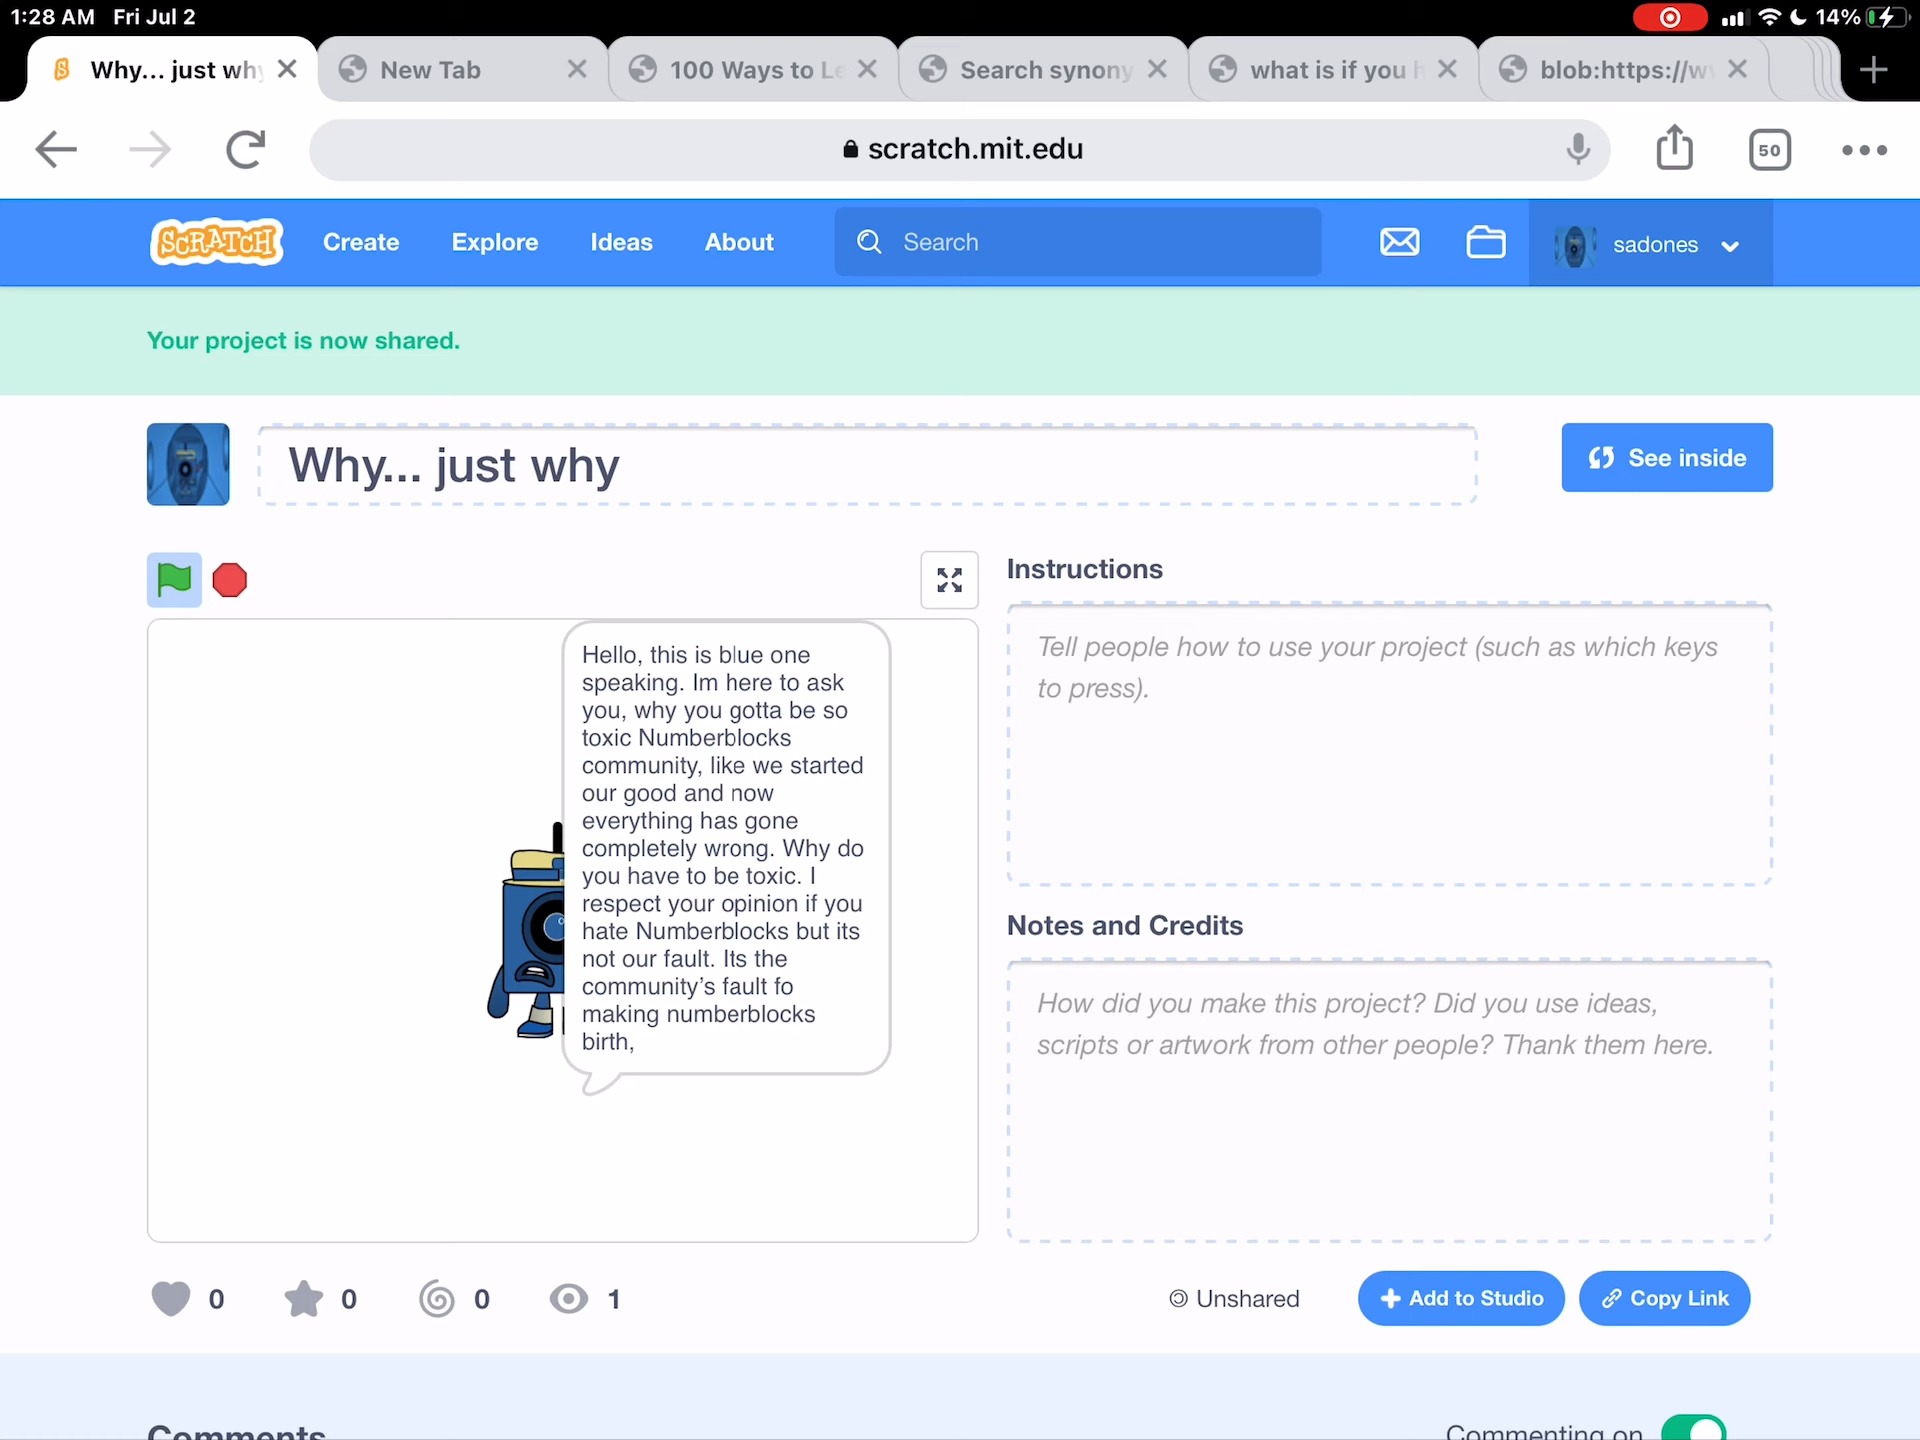 1:28 AM Fri Jul 2 14%
Why... just why New Tab 100 Ways to Le Search synony what is if you h blob:https://w
scratch.mit.edu 50
SCRATCH Create Explore Ideas About Search sadones
Your project is now shared.
Why... just why
See inside
Instructions
Tell people how to use your project (such as which keys
to press).
Hello, this is blue one
speaking. Im here to ask
you, why you gotta be so
toxic Numberblocks
community, like we started
our good and now
everything has gone
completely wrong. Why do
you have to be toxic. I
respect your opinion if you
hate Numberblocks but its
not our fault. Its the
community’s fault fo
making numberblocks
birth,
Notes and Credits
How did you make this project? Did you use ideas,
scripts or artwork from other people? Thank them here.
0 0 0 1 Unshared Add to Studio Copy Link
Comments Commenting on